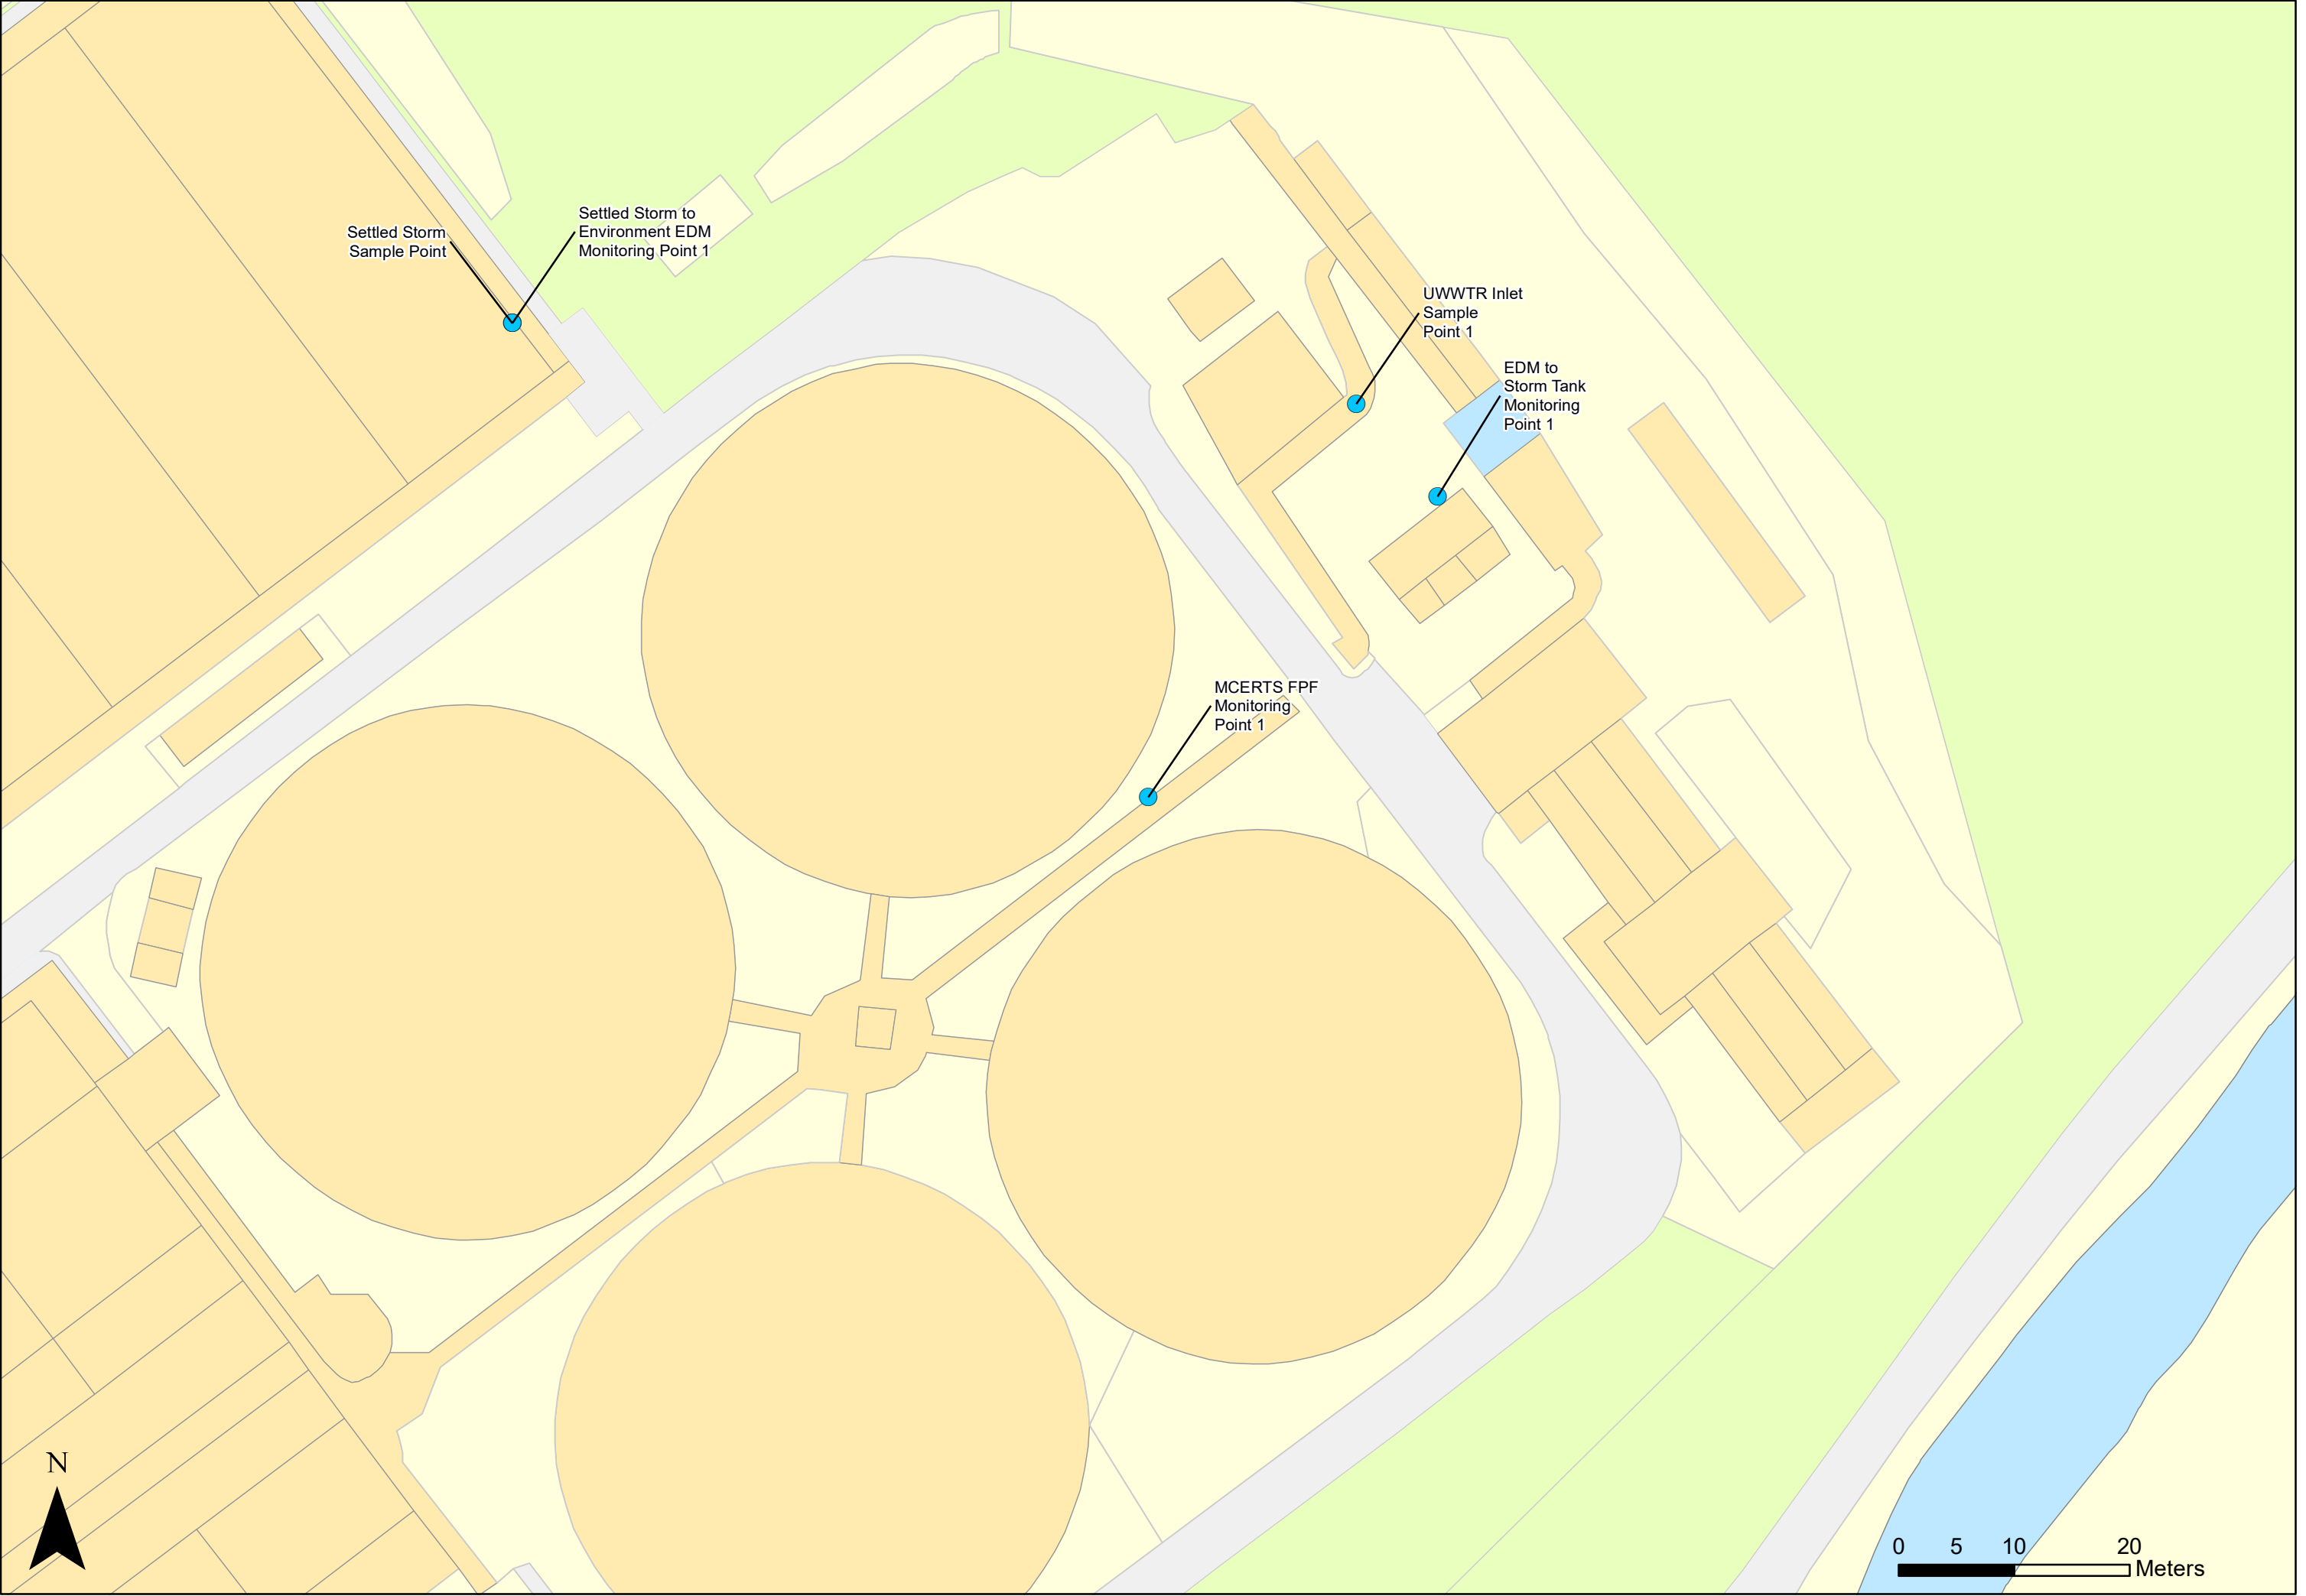 Settled Storm
Sample Point
Settled Storm to
Environment EDM
Monitoring Point 1
UWWTR Inlet
Sample
Point 1
EDM to
Storm Tank
Monitoring
Point 1
MCERTS FPF
Monitoring
Point 1
N
0 5 10 20
Meters